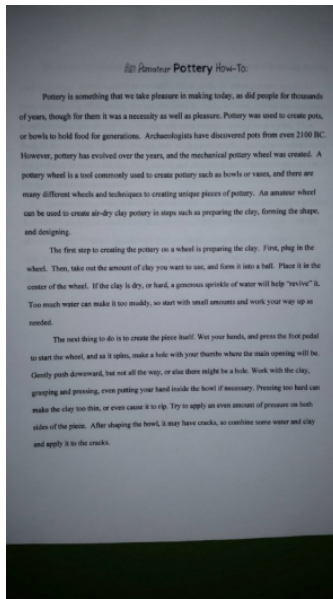 An Amateur Pottery How-To:
Pottery is something that we take pleasure in making today, as did people for thousands
of years, though for them it was a necessity as well as pleasure. Pottery was used to create pots,
or bowls to hold food for generations. Archaeologists have discovered pots from even 2100 BC.
However, pottery has evolved over the years, and the mechanical pottery wheel was created. A
pottery wheel is a tool commonly used to create pottery such as bowls or vases, and there are
many different wheels and techniques to creating unique pieces of pottery. An amateur wheel
can be used to create air-dry clay pottery in steps such as preparing the clay, forming the shape,
and designing.
The first step to creating the pottery on a wheel is preparing the clay. First, plug in the
wheel. Then, take out the amount of clay you want to use, and form it into a ball. Place it in the
center of the wheel. If the clay is dry, or hard, a generous sprinkle of water will help "revive" it.
Too much water can make it too muddy, so start with small amounts and work your way up as
needed.
The next thing to do is to create the piece itself. Wet your hands, and press the foot pedal
to start the wheel, and as it spins, make a hole with your thumbs where the main opening will be.
Gently push downward, but not all the way, or else there might be a hole. Work with the clay,
grasping and pressing, even putting your hand inside the bowl if necessary. Pressing too hard can
make the clay too thin, or even cause it to rip. Try to apply an even amount of pressure on both
sides of the piece. After shaping the bowl, it may have cracks, so combine some water and clay
and apply it to the cracks.